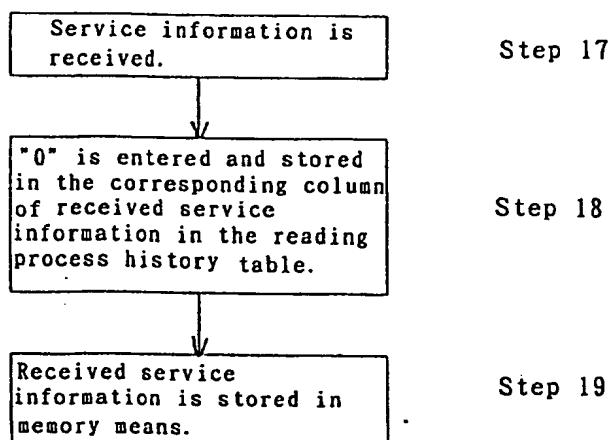 Service information is
received.
Step 17
"0" is entered and stored
in the corresponding column
of received service
information in the reading
process history table.
Step 18
Received service
information is stored in
memory means.
Step 19